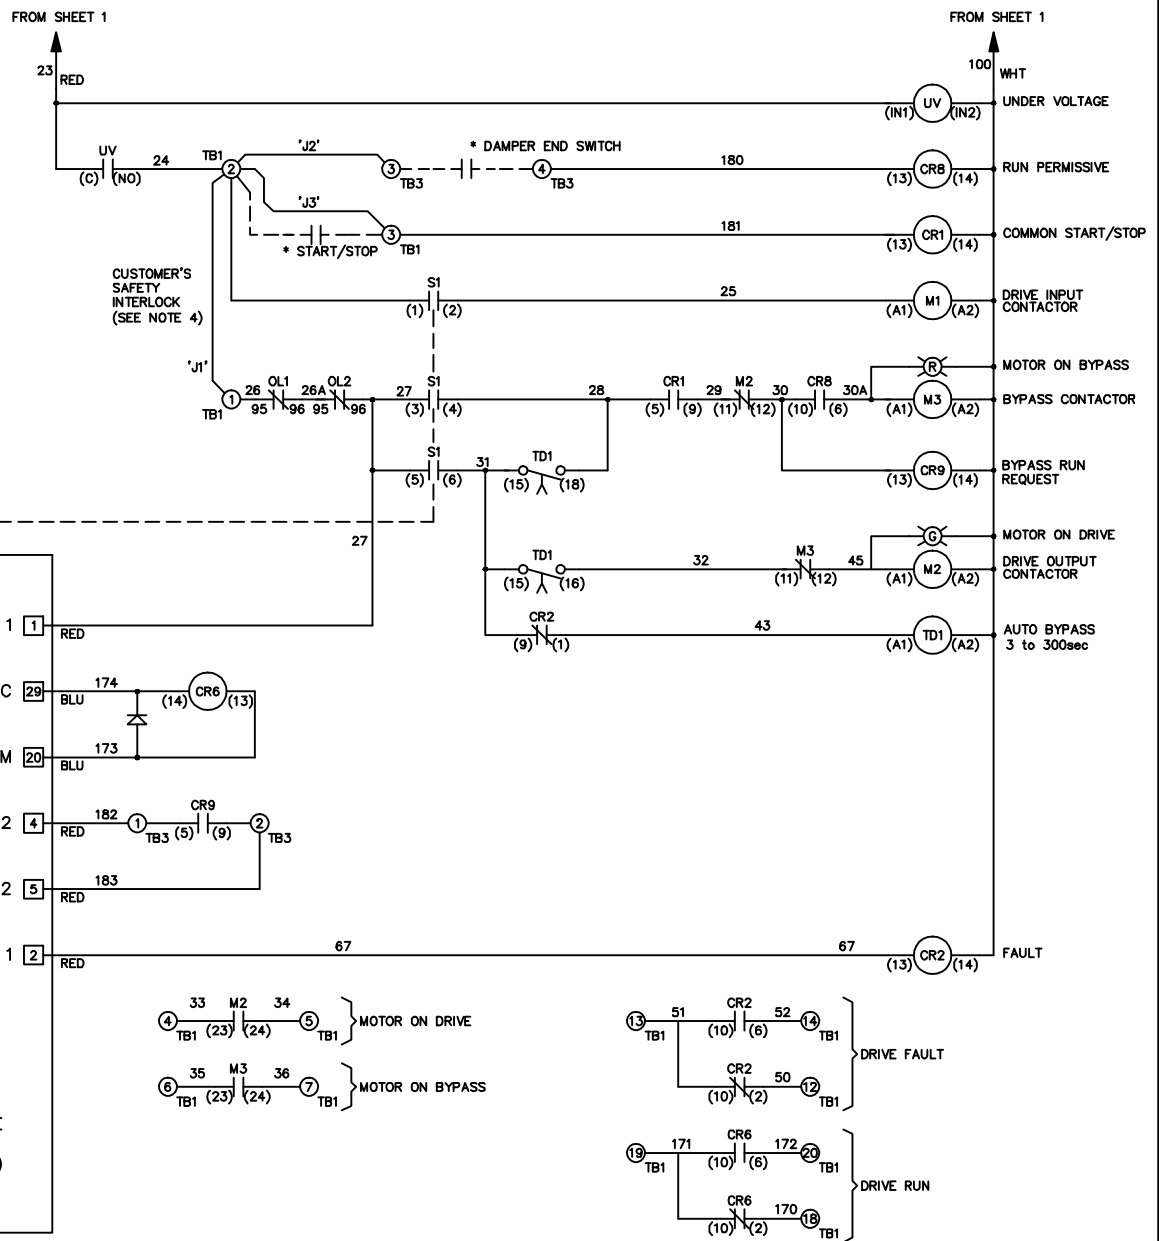 FROM SHEET 1
FROM SHEET 1
23
RED
100
WHT
(IN1) UV (IN2)
UNDER VOLTAGE
UV
(C) (NO)
24
TB1
2
'J2'
3
TB3
* DAMPER END SWITCH
4
TB3
180
(13) CR8 (14)
RUN PERMISSIVE
'J3'
* START/STOP
3
TB1
181
(13) CR1 (14)
COMMON START/STOP
CUSTOMER'S
SAFETY
INTERLOCK
(SEE NOTE 4)
S1
(1) (2)
25
(A1) M1 (A2)
DRIVE INPUT
CONTACTOR
'J1'
R
MOTOR ON BYPASS
1
TB1
26
OL1
95 96
26A
OL2
95 96
27
S1
(3) (4)
28
CR1
(5) (9)
29
M2
(11) (12)
30
CR8
(10) (6)
30A
(A1) M3 (A2)
BYPASS CONTACTOR
S1
(5) (6)
31
TD1
(15) (18)
(13) CR9 (14)
BYPASS RUN
REQUEST
27
G
MOTOR ON DRIVE
TD1
(15) (16)
32
M3
(11) (12)
45
(A1) M2 (A2)
DRIVE OUTPUT
CONTACTOR
1 1
RED
CR2
(9) (1)
43
(A1) TD1 (A2)
AUTO BYPASS
3 to 300sec
C 29
BLU
174
(14) CR6 (13)
M 20
BLU
173
2 4
RED
182
1
TB3
CR9
(5) (9)
2
TB3
2 5
RED
183
1 2
RED
67
67
(13) CR2 (14)
FAULT
4
TB1
33
M2
(23) (24)
34
5
TB1
MOTOR ON DRIVE
13
TB1
51
CR2
(10) (6)
52
14
TB1
DRIVE FAULT
6
TB1
35
M3
(23) (24)
36
7
TB1
MOTOR ON BYPASS
CR2
(10) (2)
50
12
TB1
19
TB1
171
CR6
(10) (6)
172
20
TB1
DRIVE RUN
CR6
(10) (2)
170
18
TB1